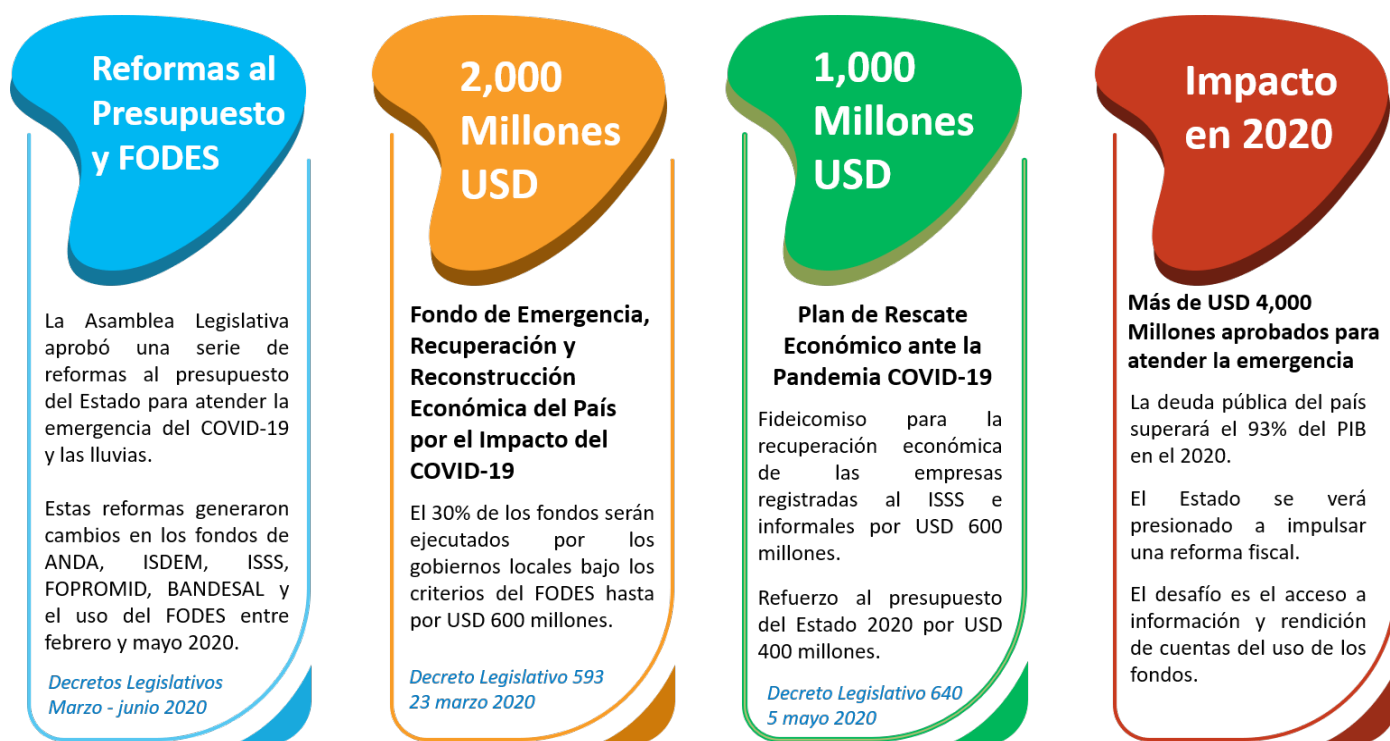 Reformas al
Presupuesto
y FODES
La Asamblea Legislativa
aprobó una serie de
reformas al presupuesto
del Estado para atender la
emergencia del COVID-19
y las lluvias.
Estas reformas generaron
cambios en los fondos de
ANDA, ISDEM, ISSS,
FOPROMID, BANDESAL y
el uso del FODES entre
febrero y mayo 2020.
Decretos Legislativos
Marzo - junio 2020
2,000
Millones
USD
Fondo de Emergencia,
Recuperación y
Reconstrucción
Económica del País
por el Impacto del
COVID-19
El 30% de los fondos serán
ejecutados por los
gobiernos locales bajo los
criterios del FODES hasta
por USD 600 millones.
Decreto Legislativo 593
23 marzo 2020
1,000
Millones
USD
Plan de Rescate
Económico ante la
Pandemia COVID-19
Fideicomiso para la
recuperación económica
de las empresas
registradas al ISSS e
informales por USD 600
millones.
Refuerzo al presupuesto
del Estado 2020 por USD
400 millones.
Decreto Legislativo 640
5 mayo 2020
Impacto
en 2020
Más de USD 4,000
Millones aprobados para
atender la emergencia
La deuda pública del país
superará el 93% del PIB
en el 2020.
El Estado se verá
presionado a impulsar
una reforma fiscal.
El desafío es el acceso a
información y rendición
de cuentas del uso de los
fondos.